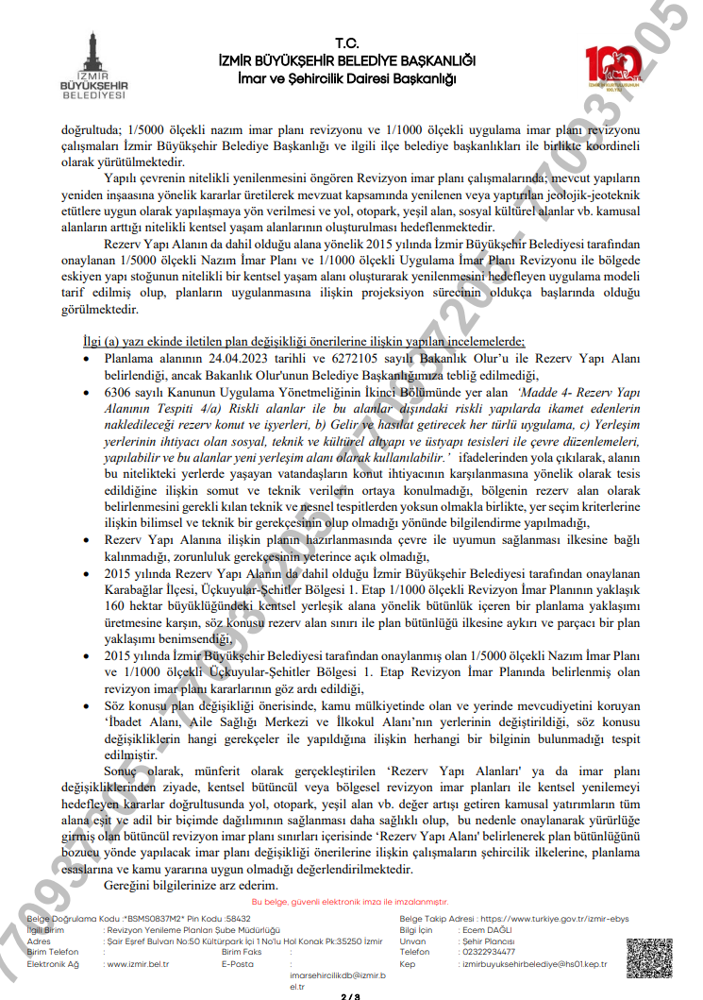 T.C.
İZMİR BÜYÜKŞEHİR BELEDİYE BAŞKANLIĞI
İmar ve Şehircilik Dairesi Başkanlığı
İZMİR
BÜYÜKŞEHİR
BELEDİYESİ
100
İZMİR'İN KURTULUŞUNUN
100.YILI
doğrultuda; 1/5000 ölçekli nazım imar planı revizyonu ve 1/1000 ölçekli uygulama imar planı revizyonu
çalışmaları İzmir Büyükşehir Belediye Başkanlığı ve ilgili ilçe belediye başkanlıkları ile birlikte koordineli
olarak yürütülmektedir.
Yapılı çevrenin nitelikli yenilenmesini öngören Revizyon imar planı çalışmalarında; mevcut yapıların
yeniden inşaasına yönelik kararlar üretilerek mevzuat kapsamında yenilenen veya yaptırılan jeolojik-jeoteknik
etütlere uygun olarak yapılaşmaya yön verilmesi ve yol, otopark, yeşil alan, sosyal kültürel alanlar vb. kamusal
alanların arttığı nitelikli kentsel yaşam alanlarının oluşturulması hedeflenmektedir.
Rezerv Yapı Alanın da dahil olduğu alana yönelik 2015 yılında İzmir Büyükşehir Belediyesi tarafından
onaylanan 1/5000 ölçekli Nazım İmar Planı ve 1/1000 ölçekli Uygulama İmar Planı Revizyonu ile bölgede
eskiyen yapı stoğunun nitelikli bir kentsel yaşam alanı oluşturarak yenilenmesini hedefleyen uygulama modeli
tarif edilmiş olup, planların uygulanmasına ilişkin projeksiyon sürecinin oldukça başlarında olduğu
görülmektedir.
İlgi (a) yazı ekinde iletilen plan değişikliği önerilerine ilişkin yapılan incelemelerde;
• Planlama alanının 24.04.2023 tarihli ve 6272105 sayılı Bakanlık Olur’u ile Rezerv Yapı Alanı
belirlendiği, ancak Bakanlık Olur'unun Belediye Başkanlığımıza tebliğ edilmediği,
• 6306 sayılı Kanunun Uygulama Yönetmeliğinin İkinci Bölümünde yer alan ‘Madde 4- Rezerv Yapı
Alanının Tespiti 4/a) Riskli alanlar ile bu alanlar dışındaki riskli yapılarda ikamet edenlerin
nakledileceği rezerv konut ve işyerleri, b) Gelir ve hasılat getirecek her türlü uygulama, c) Yerleşim
yerlerinin ihtiyacı olan sosyal, teknik ve kültürel altyapı ve üstyapı tesisleri ile çevre düzenlemeleri,
yapılabilir ve bu alanlar yeni yerleşim alanı olarak kullanılabilir.’ ifadelerinden yola çıkılarak, alanın
bu nitelikteki yerlerde yaşayan vatandaşların konut ihtiyacının karşılanmasına yönelik olarak tesis
edildiğine ilişkin somut ve teknik verilerin ortaya konulmadığı, bölgenin rezerv alan olarak
belirlenmesini gerekli kılan teknik ve nesnel tespitlerden yoksun olmakla birlikte, yer seçim kriterlerine
ilişkin bilimsel ve teknik bir gerekçesinin olup olmadığı yönünde bilgilendirme yapılmadığı,
• Rezerv Yapı Alanına ilişkin planın hazırlanmasında çevre ile uyumun sağlanması ilkesine bağlı
kalınmadığı, zorunluluk gerekçesinin yeterince açık olmadığı,
• 2015 yılında Rezerv Yapı Alanın da dahil olduğu İzmir Büyükşehir Belediyesi tarafından onaylanan
Karabağlar İlçesi, Üçkuyular-Şehitler Bölgesi 1. Etap 1/1000 ölçekli Revizyon İmar Planının yaklaşık
160 hektar büyüklüğündeki kentsel yerleşik alana yönelik bütünlük içeren bir planlama yaklaşımı
üretmesine karşın, söz konusu rezerv alan sınırı ile plan bütünlüğü ilkesine aykırı ve parçacı bir plan
yaklaşımı benimsendiği,
• 2015 yılında İzmir Büyükşehir Belediyesi tarafından onaylanmış olan 1/5000 ölçekli Nazım İmar Planı
ve 1/1000 ölçekli Üçkuyular-Şehitler Bölgesi 1. Etap Revizyon İmar Planında belirlenmiş olan
revizyon imar planı kararlarının göz ardı edildiği,
• Söz konusu plan değişikliği önerisinde, kamu mülkiyetinde olan ve yerinde mevcudiyetini koruyan
‘İbadet Alanı, Aile Sağlığı Merkezi ve İlkokul Alanı’nın yerlerinin değiştirildiği, söz konusu
değişikliklerin hangi gerekçeler ile yapıldığına ilişkin herhangi bir bilginin bulunmadığı tespit
edilmiştir.
Sonuç olarak, münferit olarak gerçekleştirilen ‘Rezerv Yapı Alanları' ya da imar planı
değişikliklerinden ziyade, kentsel bütüncül veya bölgesel revizyon imar planları ile kentsel yenilemeyi
hedefleyen kararlar doğrultusunda yol, otopark, yeşil alan vb. değer artışı getiren kamusal yatırımların tüm
alana eşit ve adil bir biçimde dağılımının sağlanması daha sağlıklı olup, bu nedenle onaylanarak yürürlüğe
girmiş olan bütüncül revizyon imar planı sınırları içerisinde ‘Rezerv Yapı Alanı' belirlenerek plan bütünlüğünü
bozucu yönde yapılacak imar planı değişikliği önerilerine ilişkin çalışmaların şehircilik ilkelerine, planlama
esaslarına ve kamu yararına uygun olmadığı değerlendirilmektedir.
Gereğini bilgilerinize arz ederim.
Bu belge, güvenli elektronik imza ile imzalanmıştır.
Belge Doğrulama Kodu :*BSMS0837M2* Pin Kodu :58432 Belge Takip Adresi : https://www.turkiye.gov.tr/izmir-ebys
İlgili Birim : Revizyon Yenileme Planları Şube Müdürlüğü Bilgi İçin : Ecem DAĞLI
Adres : Şair Eşref Bulvarı No:50 Kültürpark İçi 1 No'lu Hol Konak Pk:35250 İzmir Unvan : Şehir Plancısı
Birim Telefon : Birim Faks : Telefon : 02322934477
Elektronik Ağ : www.izmir.bel.tr E-Posta : Kep : izmirbuyuksehirbelediye@hs01.kep.tr
imarsehircilikdb@izmir.b
el.tr
2 / 3
7709937205 - 7709937205 - 7709937205 - 7709937205